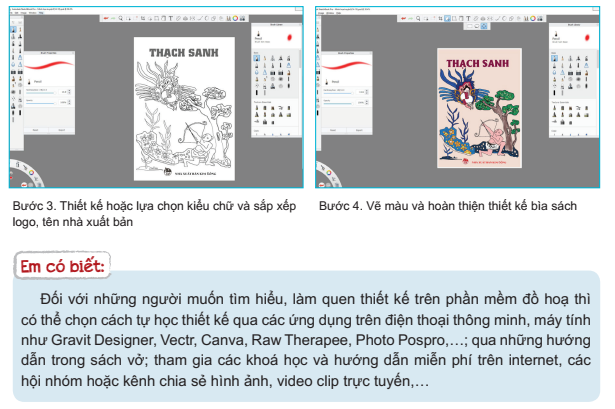 THẠCH SANH
NHÀ XUẤT BẢN KIM ĐỒNG
THẠCH SANH
Bước 3. Thiết kế hoặc lựa chọn kiểu chữ và sắp xếp
logo, tên nhà xuất bản
Bước 4. Vẽ màu và hoàn thiện thiết kế bìa sách
Em có biết:
Đối với những người muốn tìm hiểu, làm quen thiết kế trên phần mềm đồ hoạ thì
có thể chọn cách tự học thiết kế qua các ứng dụng trên điện thoại thông minh, máy tính
như Gravit Designer, Vectr, Canva, Raw Therapee, Photo Pospro,…; qua những hướng
dẫn trong sách vở; tham gia các khoá học và hướng dẫn miễn phí trên internet, các
hội nhóm hoặc kênh chia sẻ hình ảnh, video clip trực tuyến,…